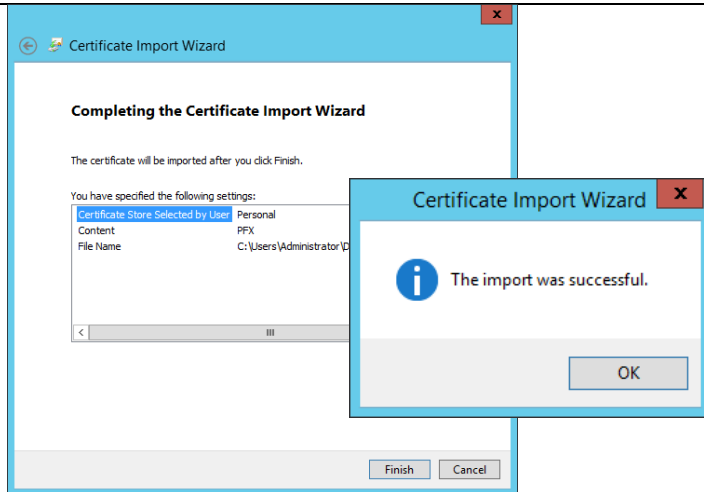 x
Certificate Import Wizard
Completing the Certificate Import Wizard
The certificate will be imported after you click Finish.
You have specified the following settings:
Certificate Store Selected by User Personal
Content PFX
File Name C:\Users\Administrator\D
Finish Cancel
Certificate Import Wizard x
The import was successful.
OK